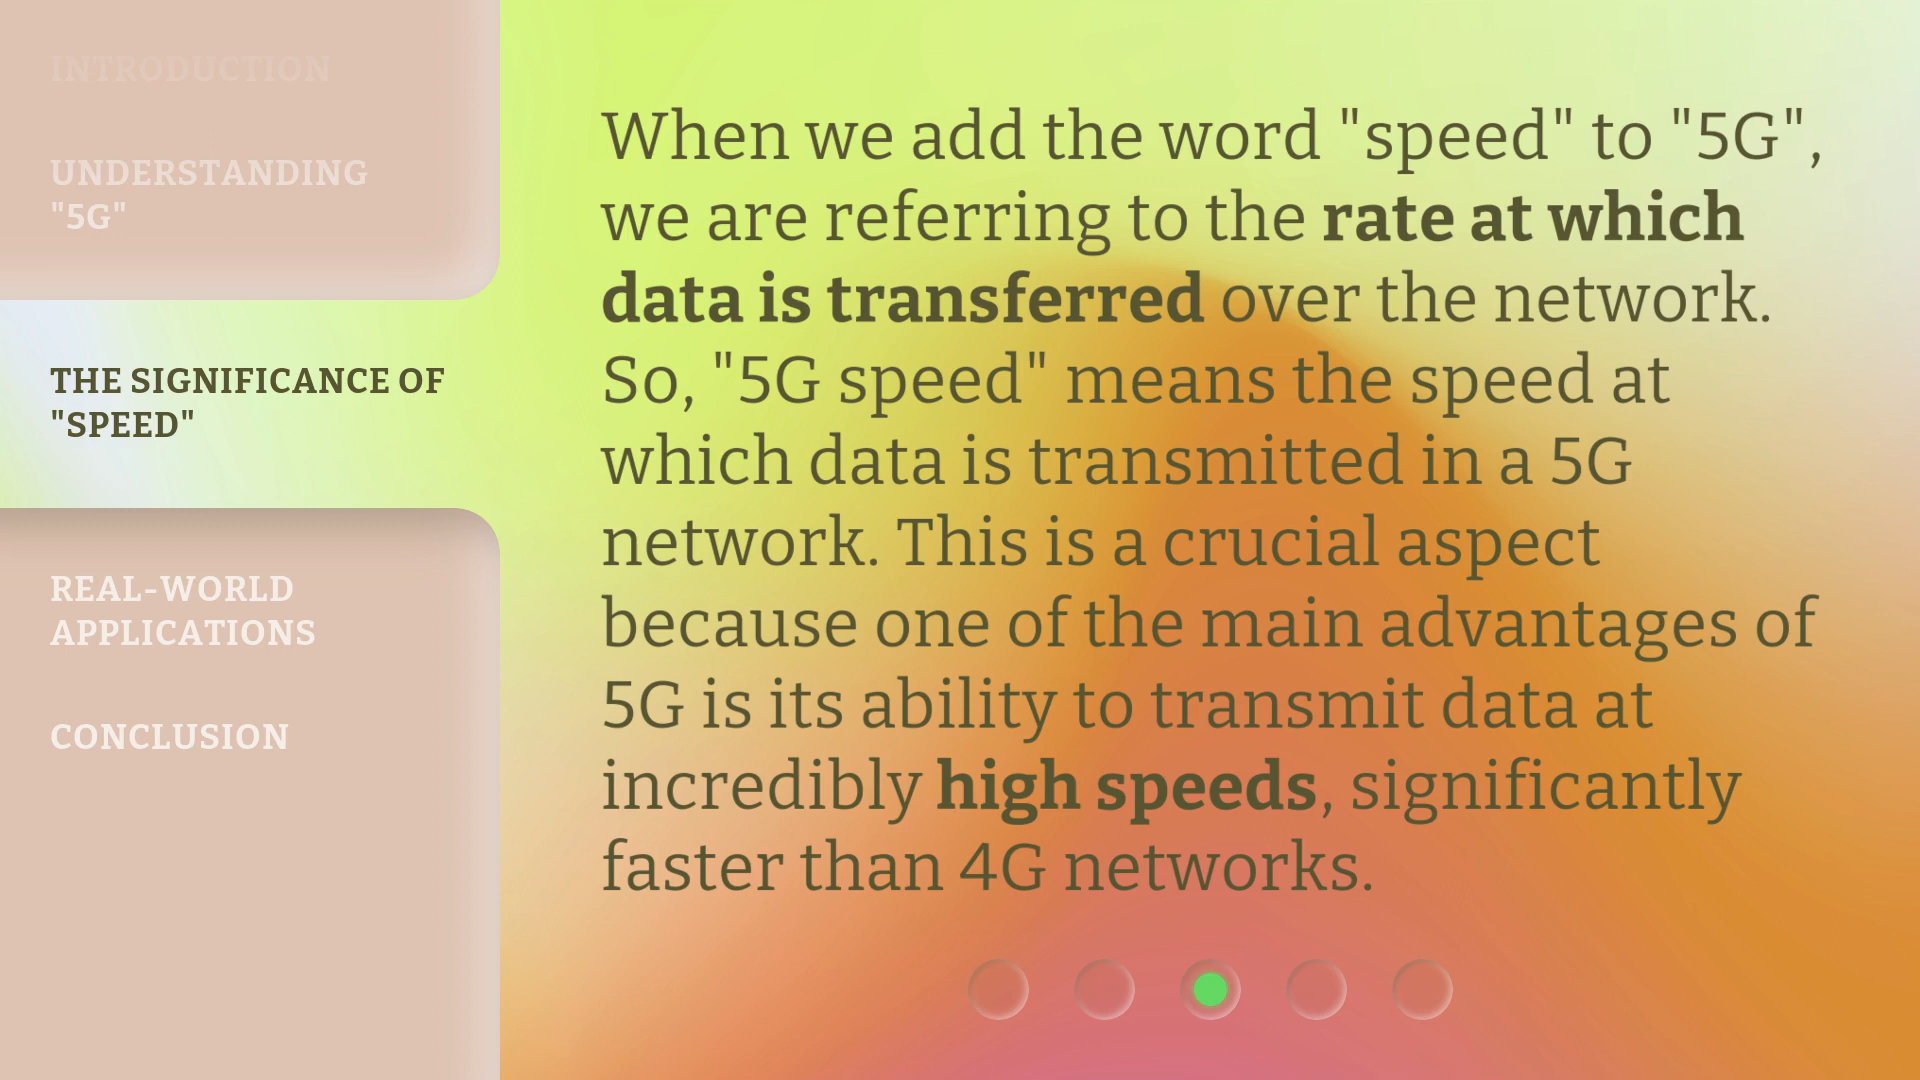 INTRODUCTION
UNDERSTANDING
"5G"
THE SIGNIFICANCE OF
"SPEED"
REAL-WORLD
APPLICATIONS
CONCLUSION
When we add the word "speed" to "5G",
we are referring to the rate at which
data is transferred over the network.
So, "5G speed" means the speed at
which data is transmitted in a 5G
network. This is a crucial aspect
because one of the main advantages of
5G is its ability to transmit data at
incredibly high speeds, significantly
faster than 4G networks.